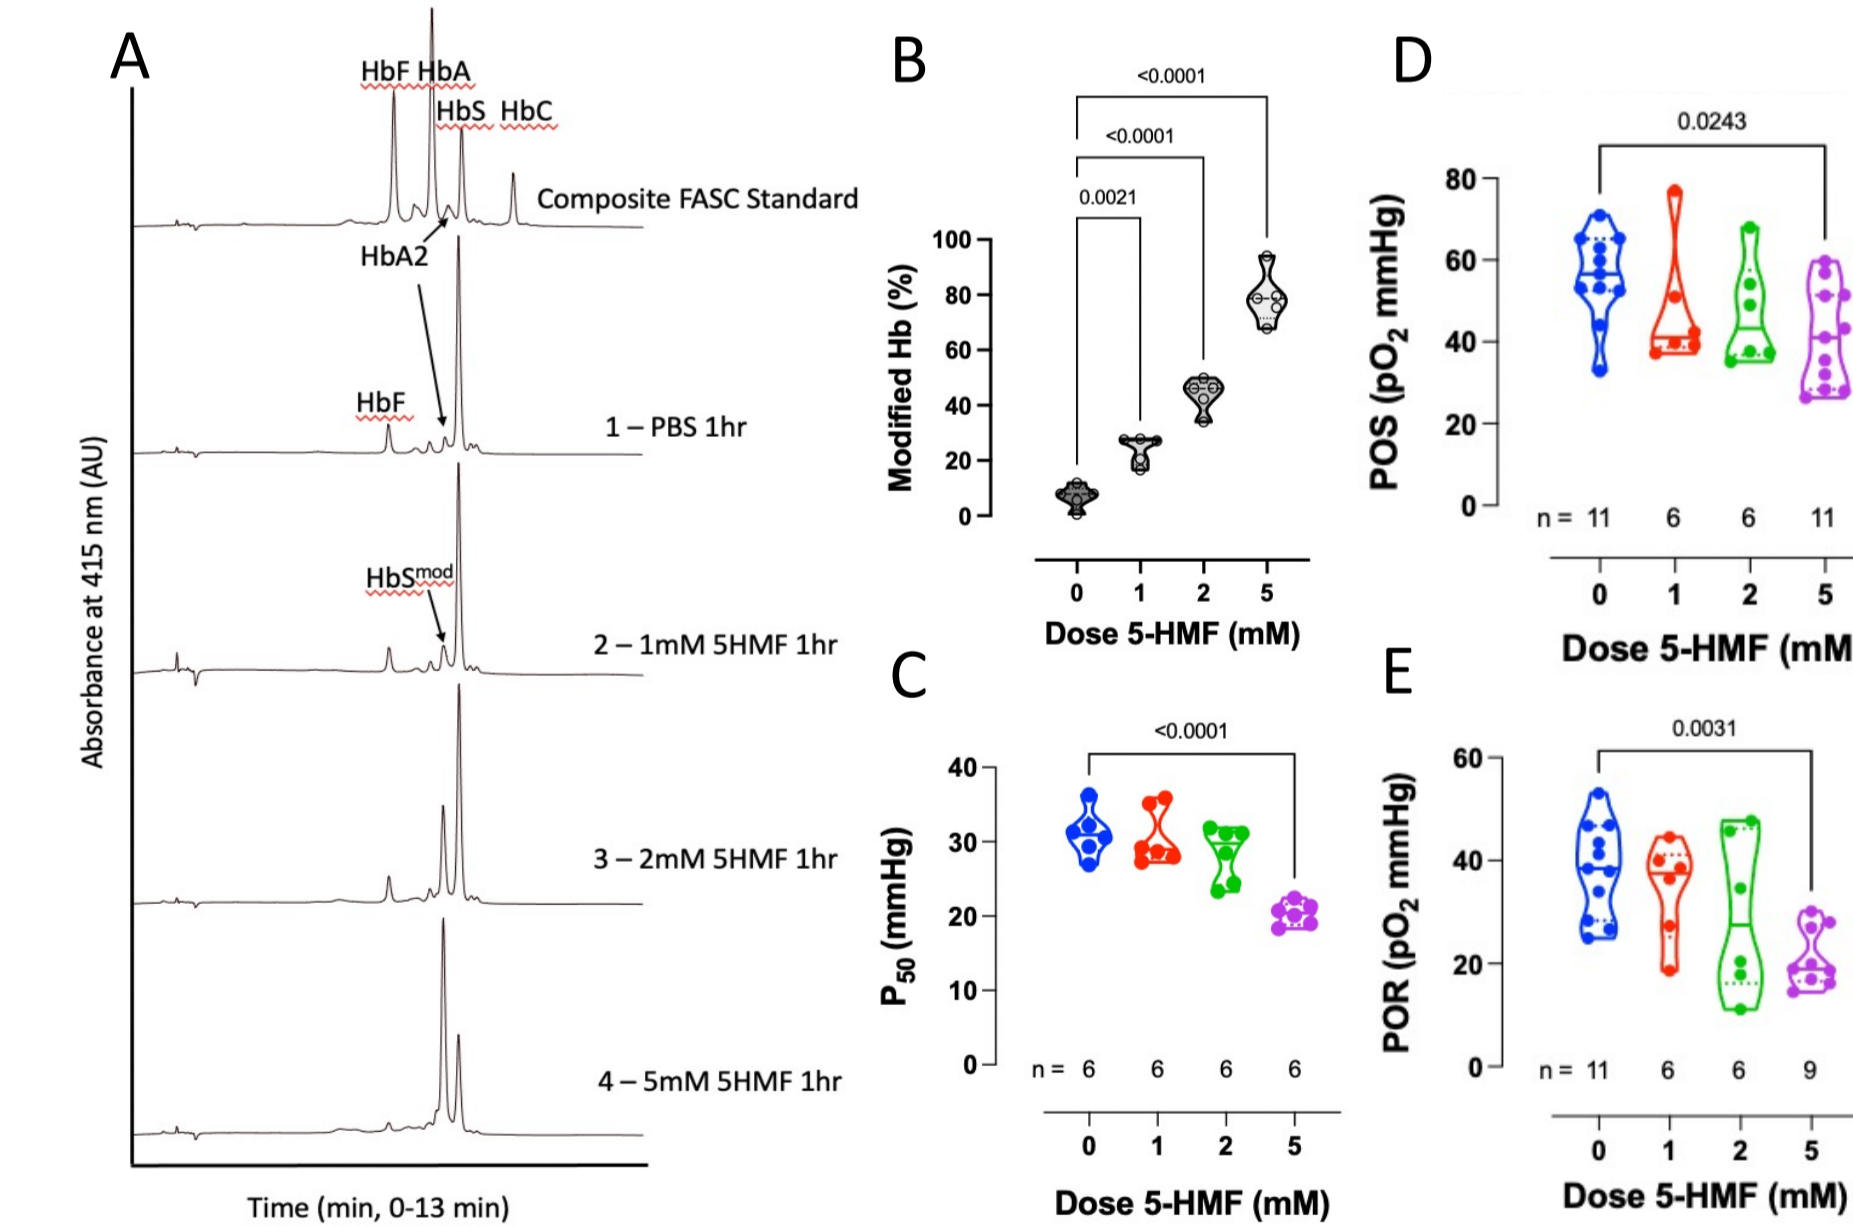 A
HbF HbA
HbS HbC
Composite FASC Standard
HbA2
HbF
1 – PBS 1hr
HbSmod
2 – 1mM 5HMF 1hr
3 – 2mM 5HMF 1hr
4 – 5mM 5HMF 1hr
Absorbance at 415 nm (AU)
Time (min, 0-13 min)
B
<0.0001
<0.0001
0.0021
100
80
60
40
20
0
Modified Hb (%)
0 1 2 5
Dose 5-HMF (mM)
C
<0.0001
40
30
20
10
0
P50 (mmHg)
n = 6 6 6 6
0 1 2 5
Dose 5-HMF (mM)
D
0.0243
80
60
40
20
0
POS (pO2 mmHg)
n = 11 6 6 11
0 1 2 5
Dose 5-HMF (mM
E
0.0031
60
40
20
0
POR (pO2 mmHg)
n = 11 6 6 9
0 1 2 5
Dose 5-HMF (mM)